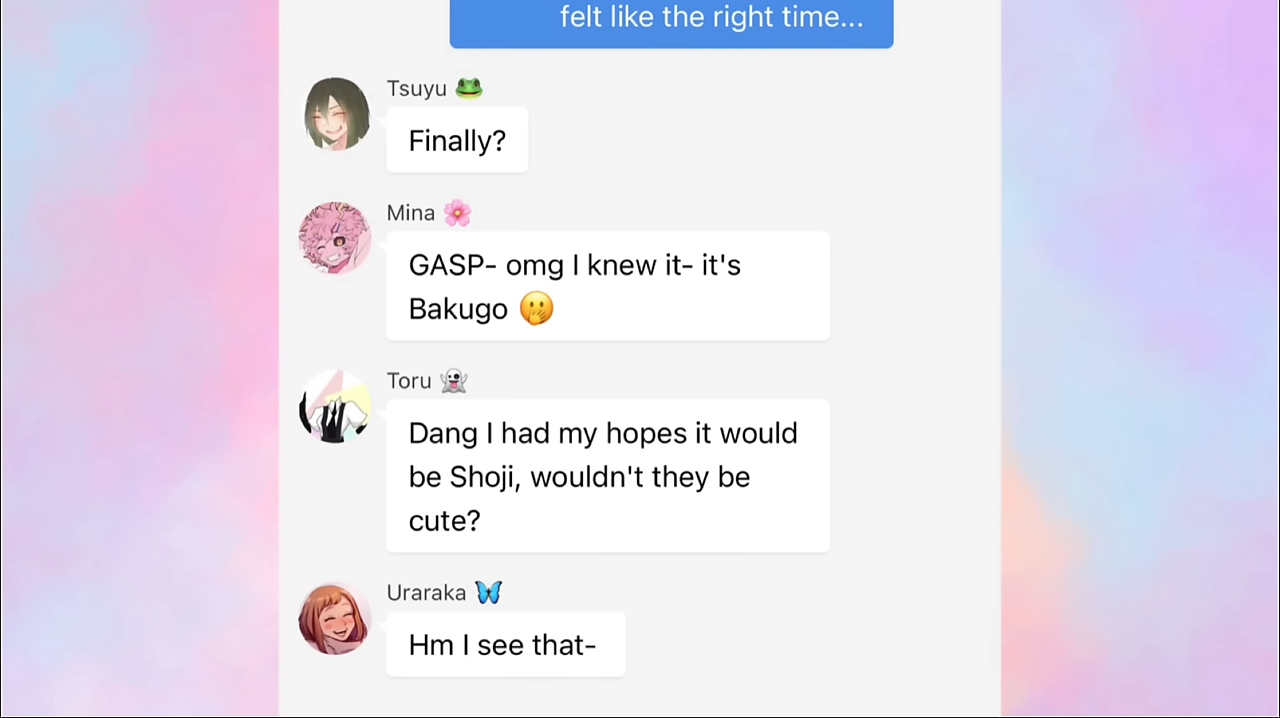 felt like the right time...
Tsuyu 🐸
Finally?
Mina 🌸
GASP- omg I knew it- it's
Bakugo 🤭
Toru 👻
Dang I had my hopes it would
be Shoji, wouldn't they be
cute?
Uraraka 🦋
Hm I see that-